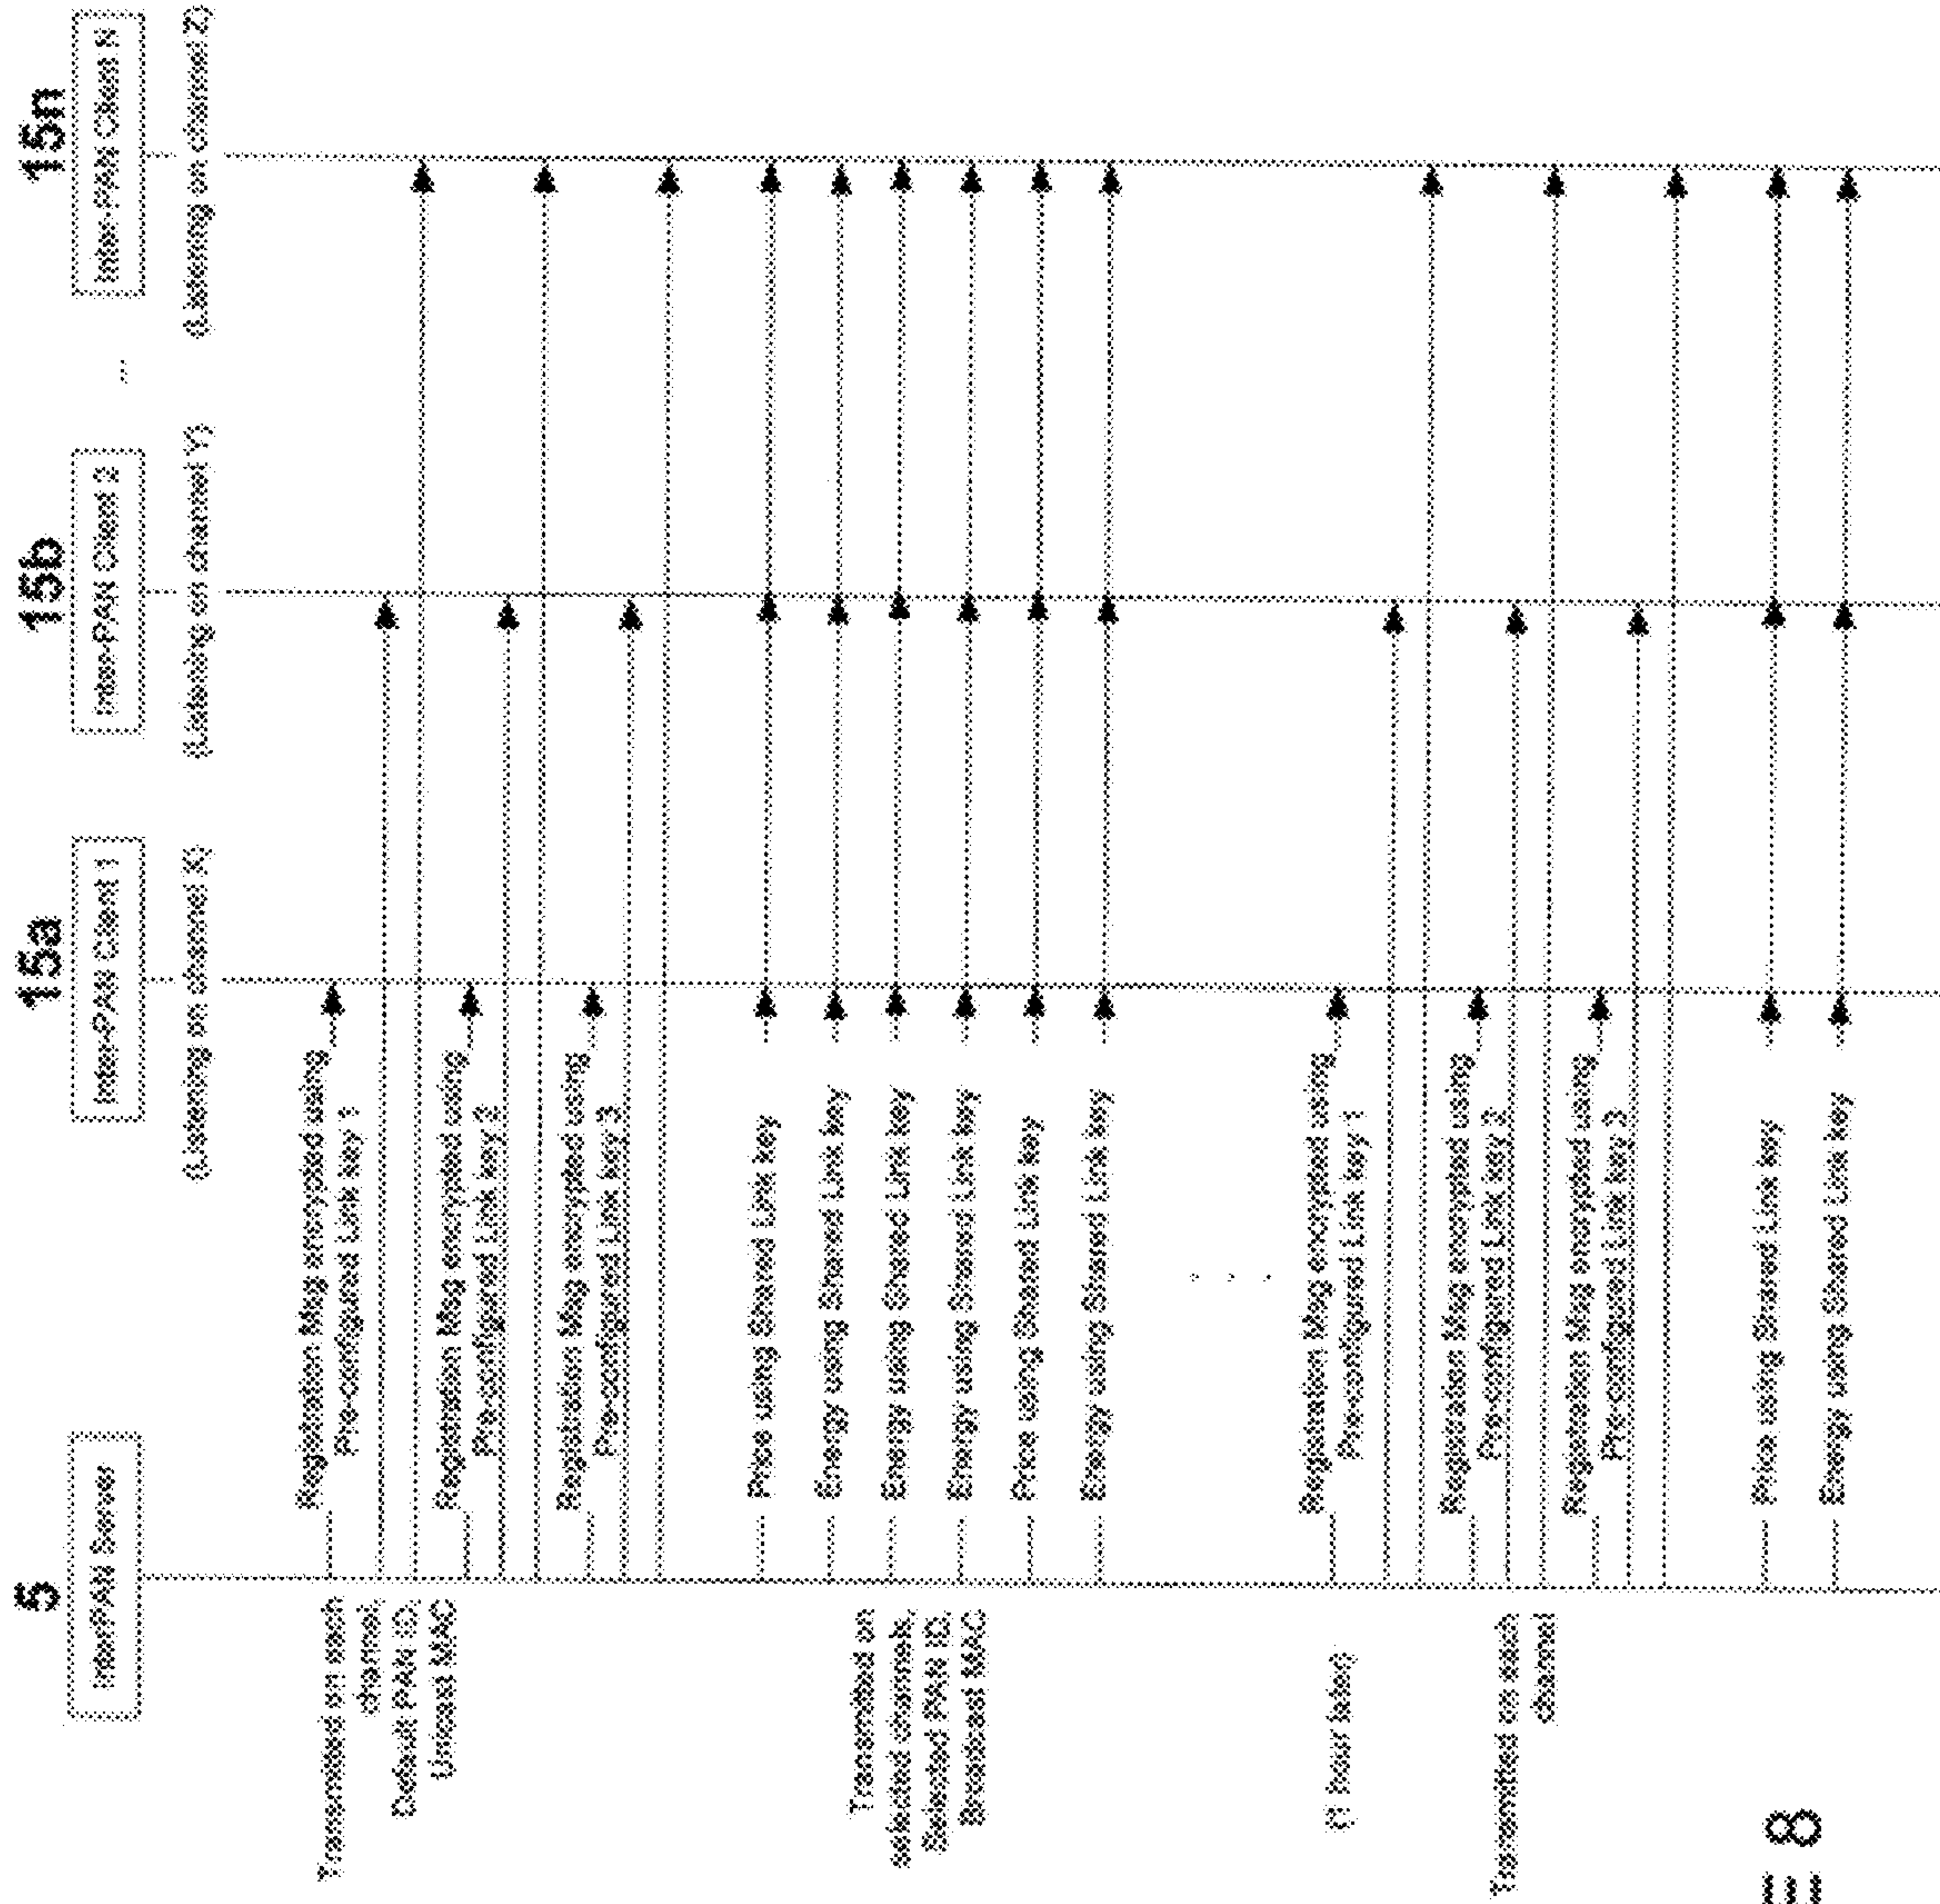 5
15a
15b
15n
InterPAN Server
Inter-PAN Client 1
Inter-PAN Client 2
...
Inter-PAN Client N
(Listening on channel X)
(Listening on channel Y)
(Listening on channel Z)
Transmitted on each
channel,
Default PAN ID,
Unicast MAC
Registration Msg encrypted using
Pre-configured Link key 1
Registration Msg encrypted using
Pre-configured Link key 2
Registration Msg encrypted using
Pre-configured Link key 3
Transmitted on
selected channels,
Selected PAN ID,
Broadcast MAC
Price using Shared Link key
Energy using Shared Link key
Energy using Shared Link key
Energy using Shared Link key
Price using Shared Link key
Energy using Shared Link key
. . .
(1 hour later)
Transmitted on each
channel
Registration Msg encrypted using
Pre-configured Link key 1
Registration Msg encrypted using
Pre-configured Link key 2
Registration Msg encrypted using
Pre-configured Link key 3
Price using Shared Link key
Energy using Shared Link key
8